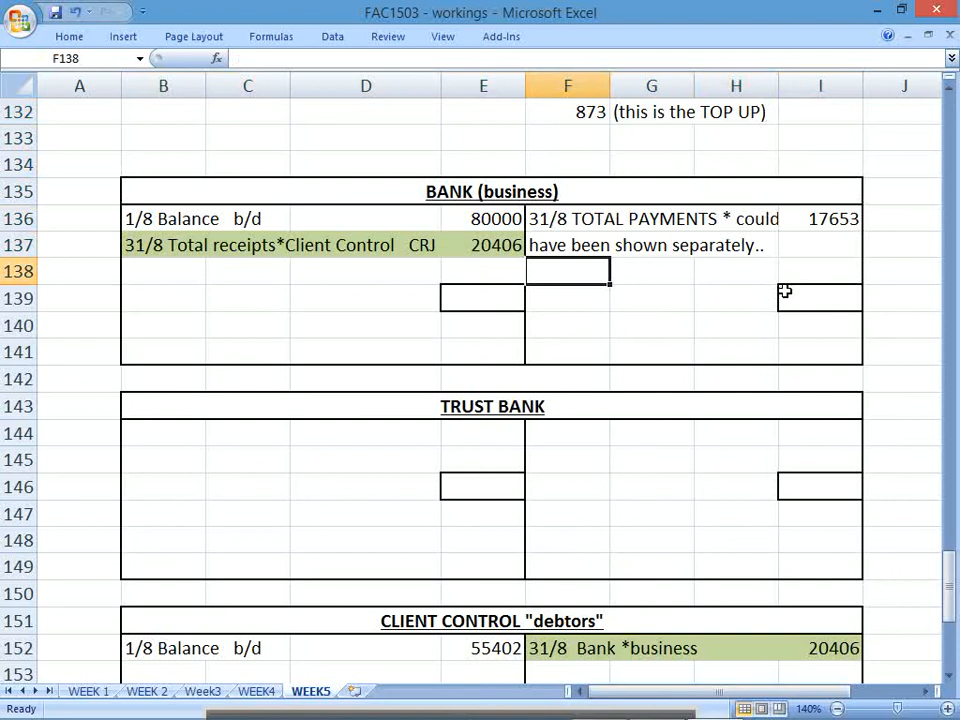 FAC1503 - workings - Microsoft Excel
Home Insert Page Layout Formulas Data Review View Add-Ins
F138 fx
A B C D E F G H I J
132 873 (this is the TOP UP)
133
134
135 BANK (business)
136 1/8 Balance b/d 80000 31/8 TOTAL PAYMENTS * could 17653
137 31/8 Total receipts*Client Control CRJ 20406 have been shown separately..
138
139
140
141
142
143 TRUST BANK
144
145
146
147
148
149
150
151 CLIENT CONTROL "debtors"
152 1/8 Balance b/d 55402 31/8 Bank *business 20406
153
WEEK 1 WEEK 2 Week3 WEEK4 WEEK5
Ready 140%